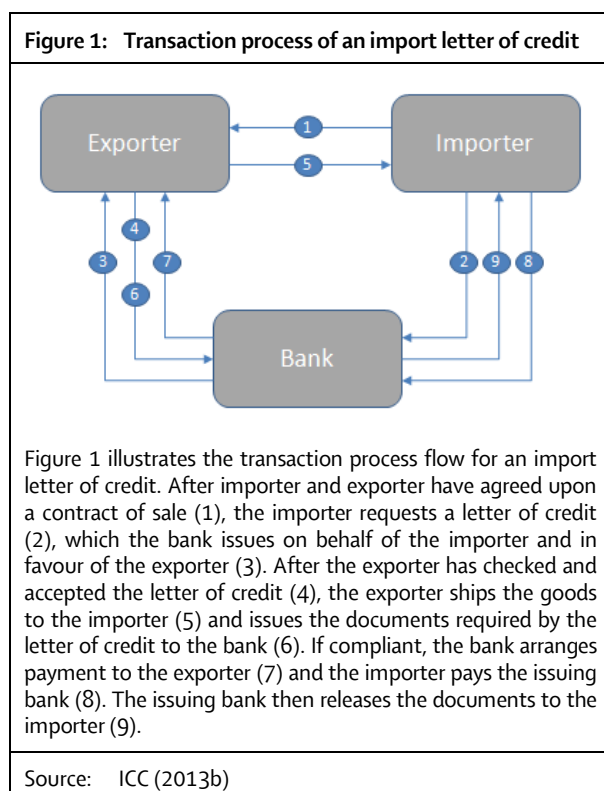 Figure 1: Transaction process of an import letter of credit
Exporter
1
Importer
5
4
3
7
2
9
8
6
Bank
Figure 1 illustrates the transaction process flow for an import
letter of credit. After importer and exporter have agreed upon
a contract of sale (1), the importer requests a letter of credit
(2), which the bank issues on behalf of the importer and in
favour of the exporter (3). After the exporter has checked and
accepted the letter of credit (4), the exporter ships the goods
to the importer (5) and issues the documents required by the
letter of credit to the bank (6). If compliant, the bank arranges
payment to the exporter (7) and the importer pays the issuing
bank (8). The issuing bank then releases the documents to the
importer (9).
Source: ICC (2013b)